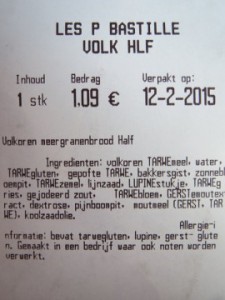 LES P BASTILLE
VOLK HLF
Inhoud Bedrag Verpakt op:
1 stk 1.09 € 12-2-2015
Volkoren meergranenbrood Half
Ingredienten: volkoren TARWEmeel, water,
TARWEgluten, gepofte TARWE, bakkersgist, zonnebl
oempit, TARWEzemel, lijnzaad, LUPINEstukje, TARWEg
riet, gejodeerd zout, TARWEbloem, GERSTEmoutext
ract, dextrose, pijnboompit, moutmeel (GERST, TAR
WE), koolzaadolie.
Allergie-i
nformatie: bevat tarwegluten, lupine, gerst- glute
n. Gemaakt in een bedrijf waar ook noten worden
verwerkt.